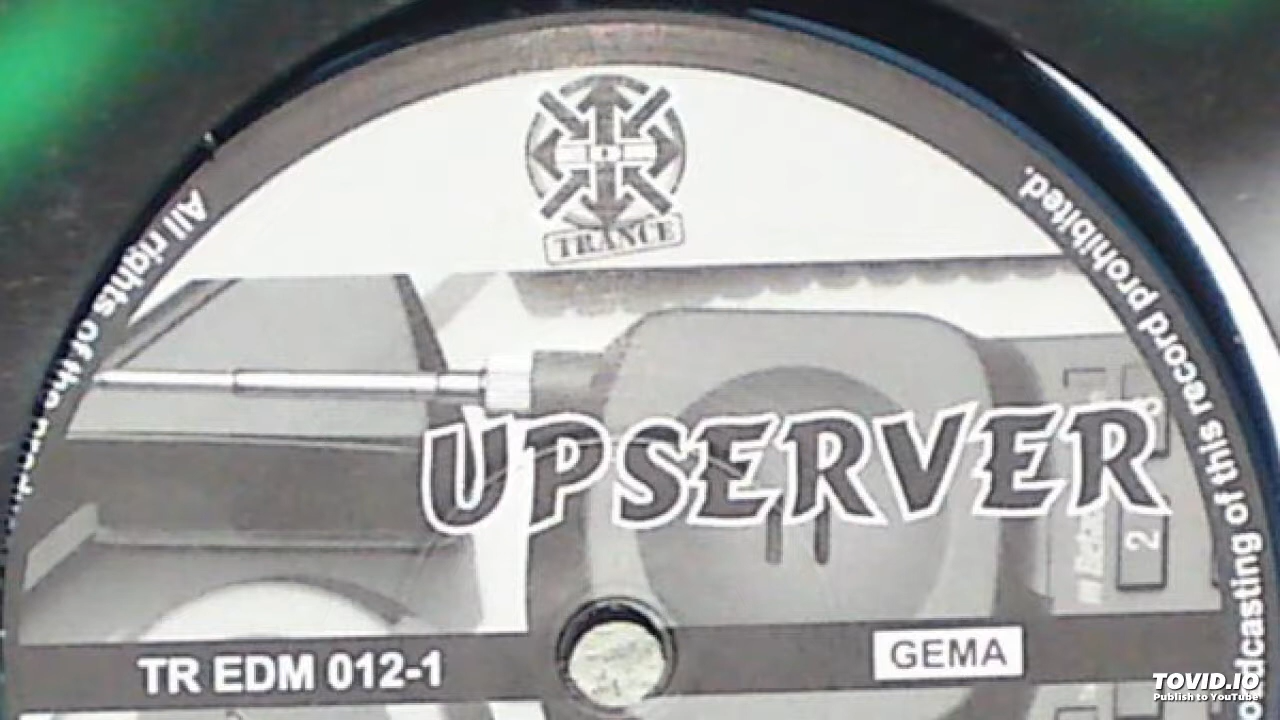 TRANCE
All rights of the
of this record prohibited.
UPSERVER
2
TR EDM 012-1
GEMA
TOVID.IO
Publish to YouTube